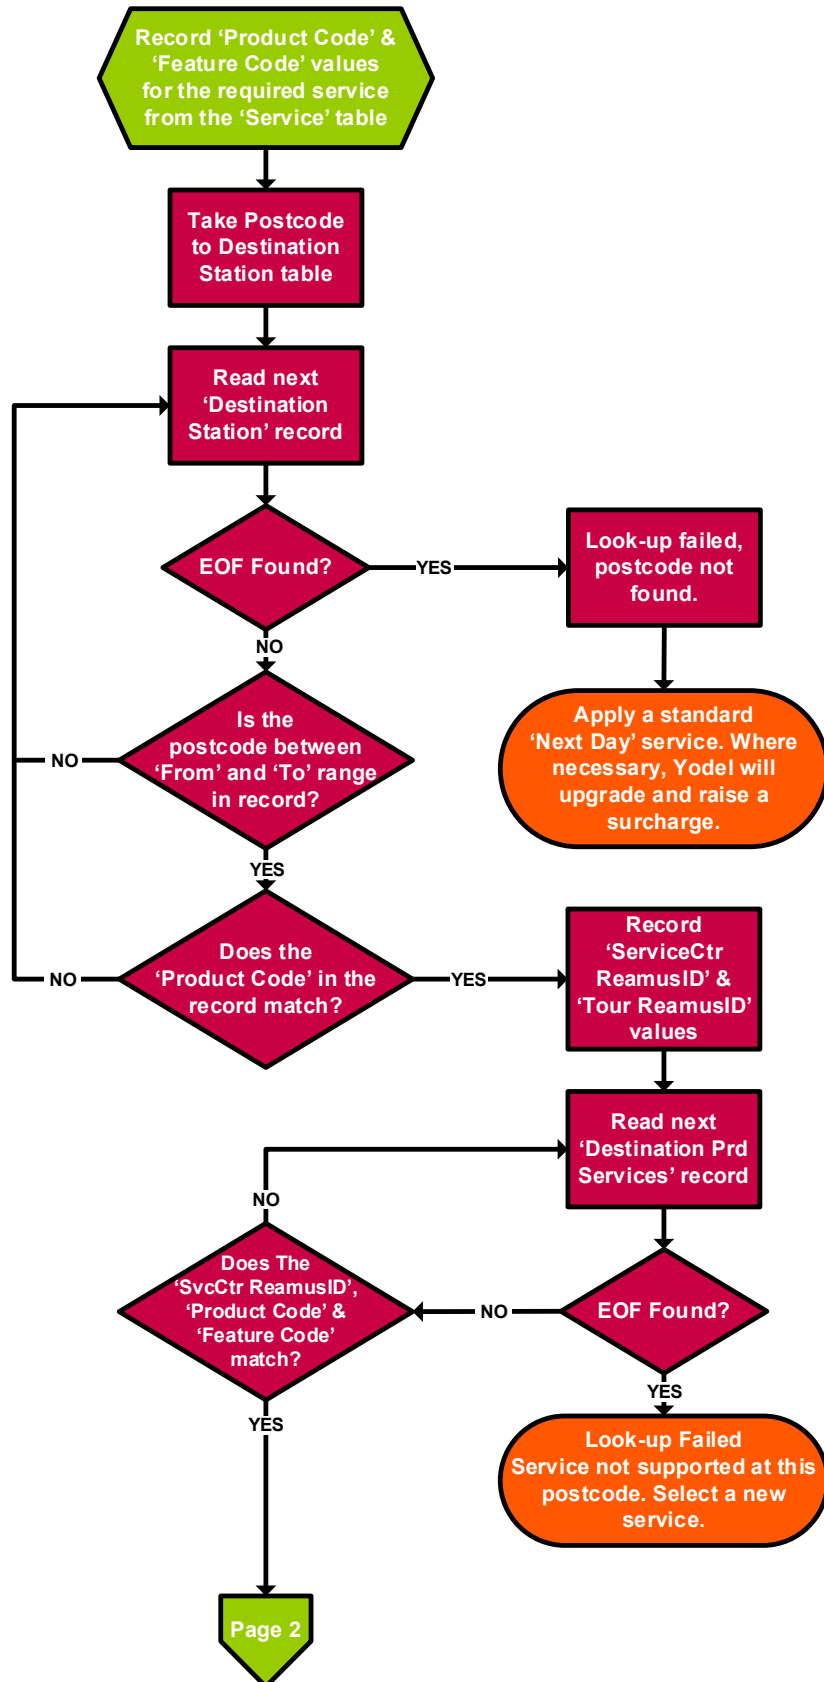 Record ‘Product Code’ &
‘Feature Code’ values
for the required service
from the ‘Service’ table
Take Postcode
to Destination
Station table
Read next
‘Destination
Station’ record
EOF Found?
YES
Look-up failed,
postcode not
found.
NO
Apply a standard
‘Next Day’ service. Where
necessary, Yodel will
upgrade and raise a
surcharge.
Is the
postcode between
‘From’ and ‘To’ range
in record?
NO
YES
Does the
‘Product Code’ in the
record match?
NO
YES
Record
‘ServiceCtr
ReamusID’ &
‘Tour ReamusID’
values
Read next
‘Destination Prd
Services’ record
NO
Does The
‘SvcCtr ReamusID’,
‘Product Code’ &
‘Feature Code’
match?
NO
EOF Found?
YES
YES
Look-up Failed
Service not supported at this
postcode. Select a new
service.
Page 2